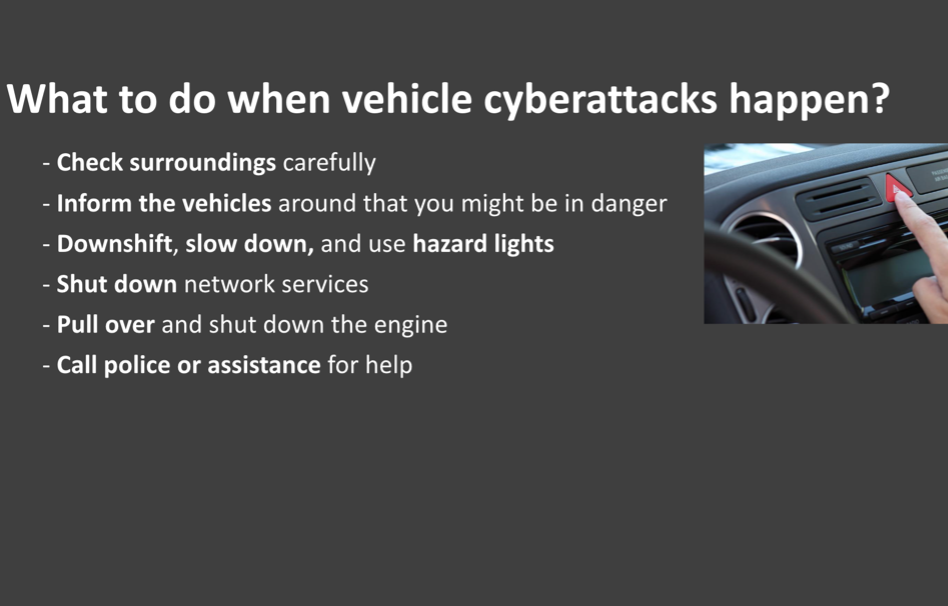 What to do when vehicle cyberattacks happen?
- Check surroundings carefully
- Inform the vehicles around that you might be in danger
- Downshift, slow down, and use hazard lights
- Shut down network services
- Pull over and shut down the engine
- Call police or assistance for help